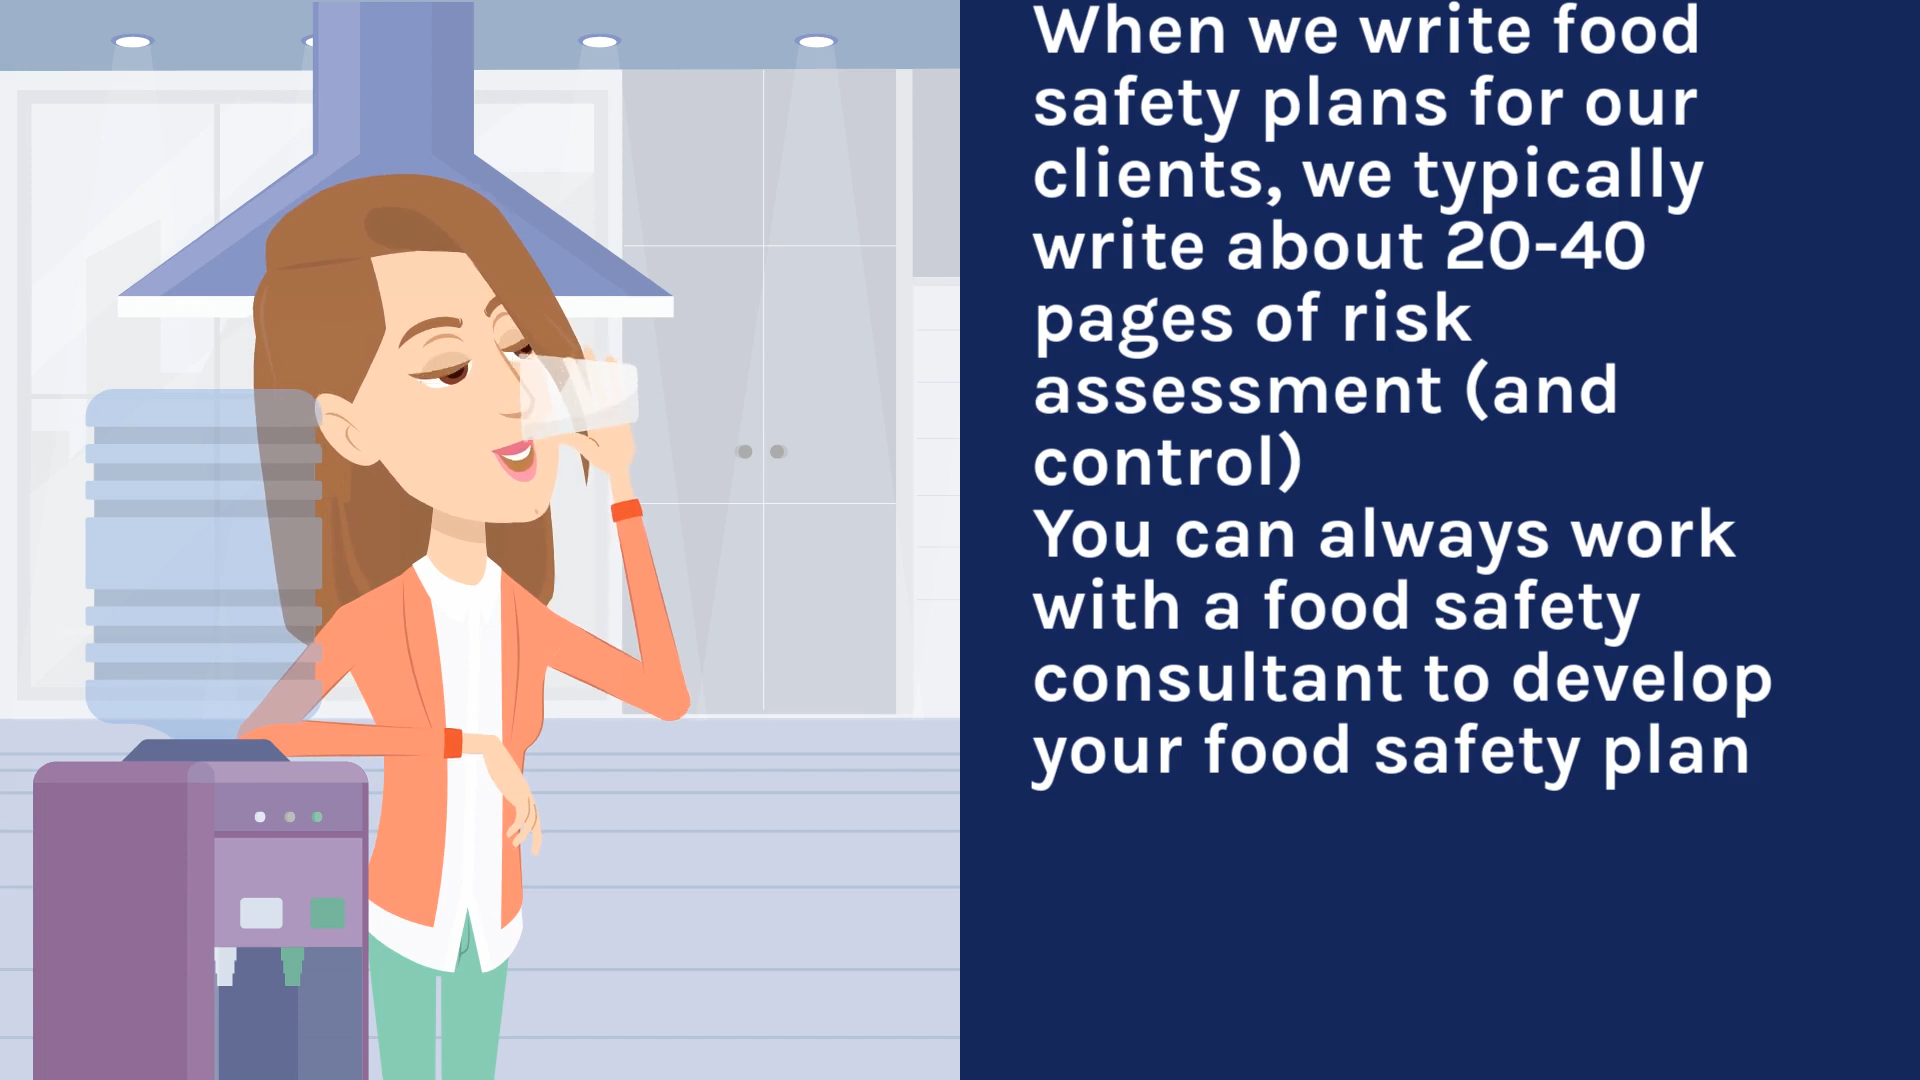 When we write food
safety plans for our
clients, we typically
write about 20-40
pages of risk
assessment (and
control)
You can always work
with a food safety
consultant to develop
your food safety plan